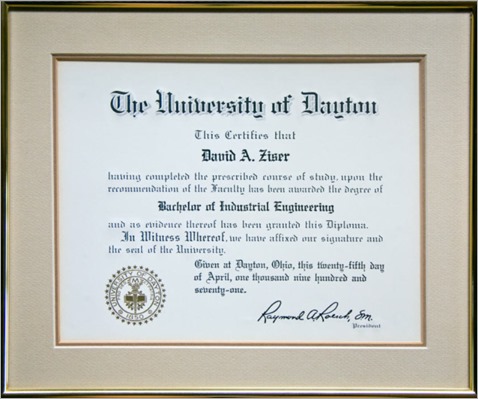 The University of Dayton
This Certifies that
David A. Ziser
having completed the prescribed course of study, upon the
recommendation of the Faculty has been awarded the degree of
Bachelor of Industrial Engineering
and as evidence thereof has been granted this Diploma.
In Witness Whereof, we have affixed our signature and
the seal of the University.
Given at Dayton, Ohio, this twenty-fifth day
of April, one thousand nine hundred and
seventy-one.
Raymond A. Roesch, S.M.
President